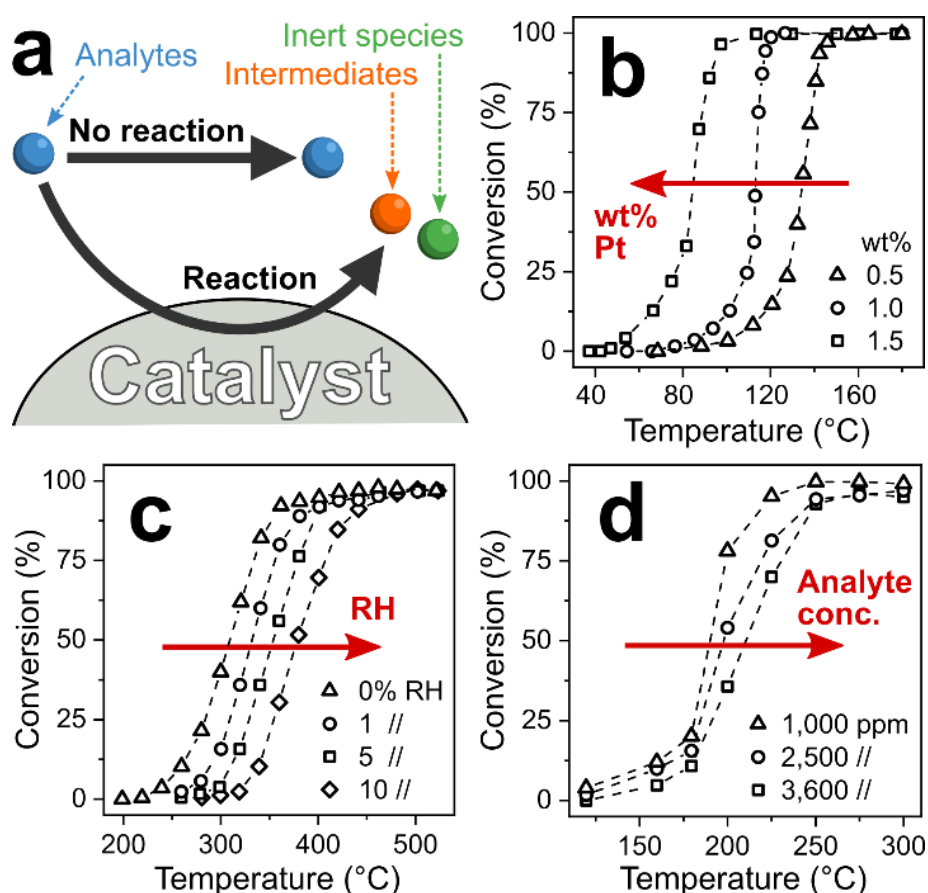 a
Analytes
Inert species
Intermediates
No reaction
Reaction
Catalyst
b
Conversion (%)
100
75
50
25
0
wt%
Pt
wt%
0.5
1.0
1.5
40 80 120 160
Temperature (°C)
c
Conversion (%)
100
75
50
25
0
RH
0% RH
1 //
5 //
10 //
200 300 400 500
Temperature (°C)
d
Conversion (%)
100
75
50
25
0
Analyte
conc.
1,000 ppm
2,500 //
3,600 //
150 200 250 300
Temperature (°C)